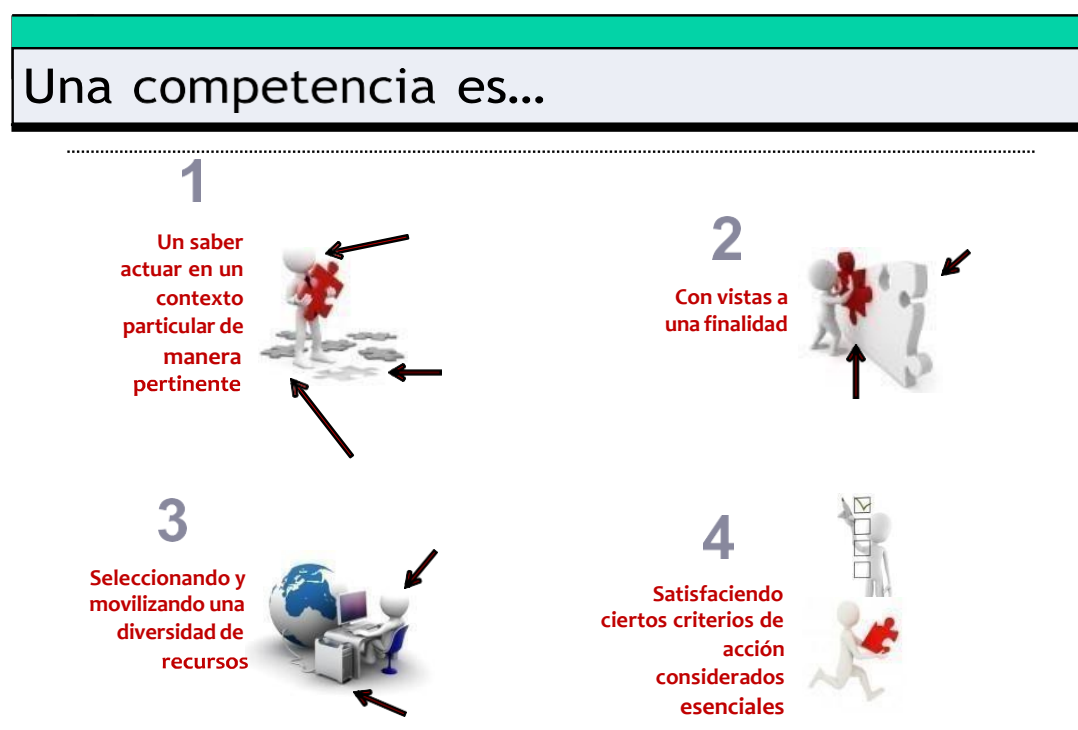 Una competencia es...
1
Un saber
actuar en un
contexto
particular de
manera
pertinente
2
Con vistas a
una finalidad
3
Seleccionando y
movilizando una
diversidad de
recursos
4
Satisfaciendo
ciertos criterios de
acción
considerados
esenciales